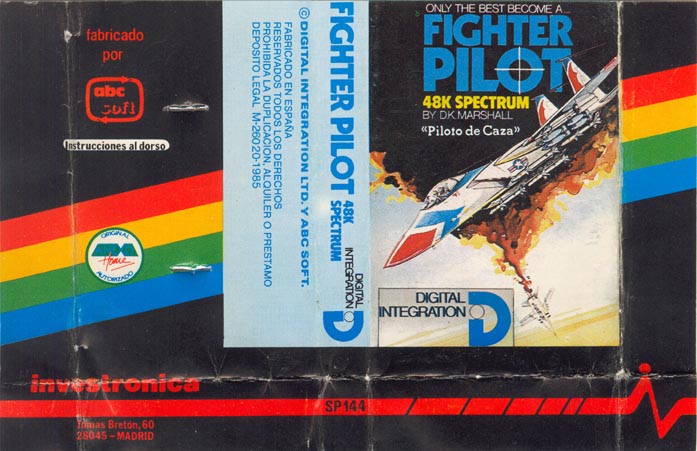 fabricado
por
abc
soft
Instrucciones al dorso
ORIGINAL
Home
AUTORIZADO
investronica
Tomas Bretón, 60
28045 - MADRID
© DIGITAL INTEGRATION LTD. Y ABC SOFT.
FABRICADO EN ESPAÑA
RESERVADOS TODOS LOS DERECHOS
PROHIBIDA LA DUPLICACION, ALQUILER O PRESTAMO
DEPOSITO LEGAL M-26020-1985
FIGHTER PILOT
48K
SPECTRUM
DIGITAL
INTEGRATION
D
SP 144
ONLY THE BEST BECOME A...
FIGHTER
PILOT
48K SPECTRUM
BY D.K. MARSHALL
«Piloto de Caza»
DIGITAL
INTEGRATION
D